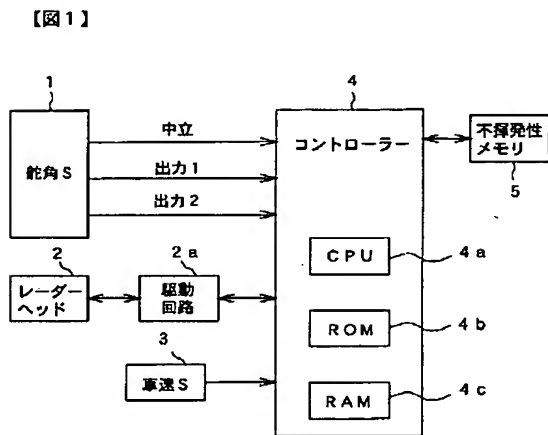 【図1】
1
舵角S
中立
出力1
出力2
2
レーダー
ヘッド
2a
駆動
回路
3
車速S
4
コントローラー
CPU
4a
ROM
4b
RAM
4c
不揮発性
メモリ
5